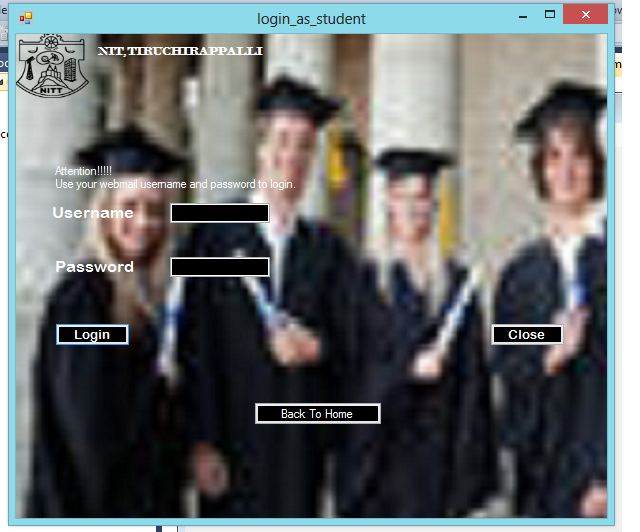 login_as_student
NIT,TIRUCHIRAPPALLI
NITT
Attention!!!!!
Use your webmail username and password to login.
Username
Password
Login
Close
Back To Home